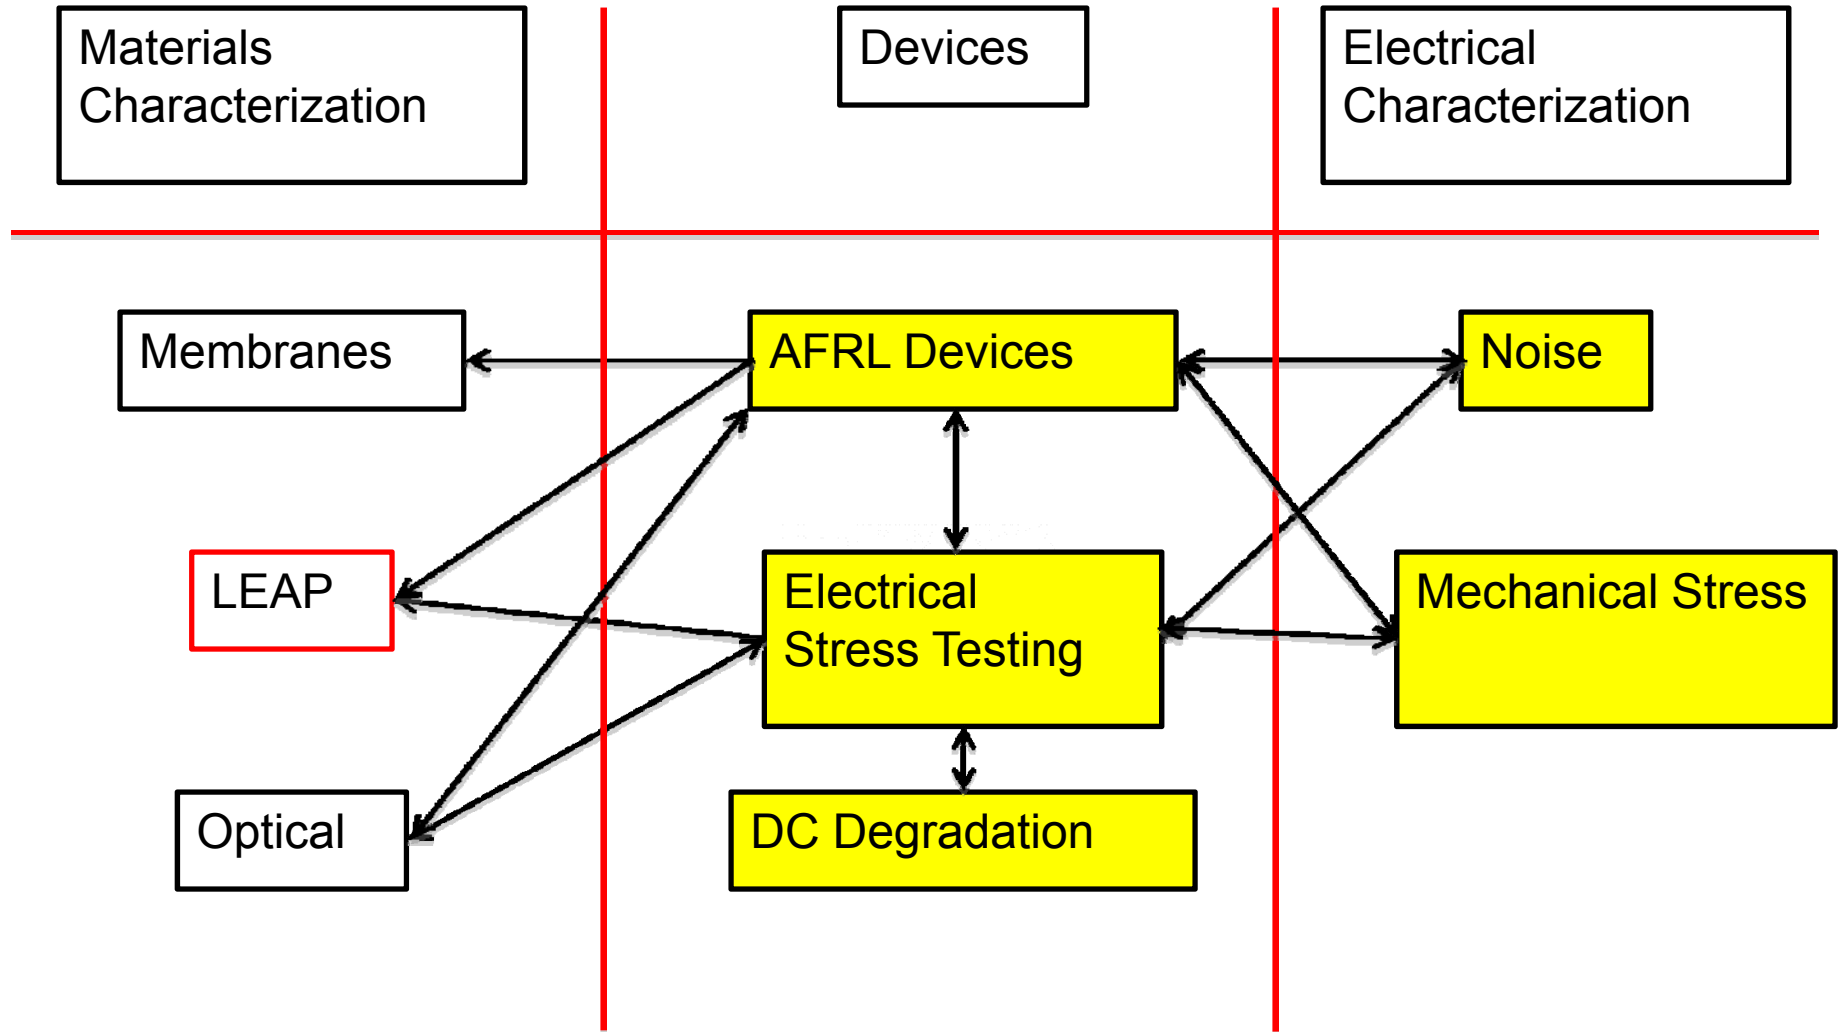 Materials
Characterization
Devices
Electrical
Characterization
Membranes
AFRL Devices
Noise
LEAP
Electrical
Stress Testing
Mechanical Stress
Optical
DC Degradation